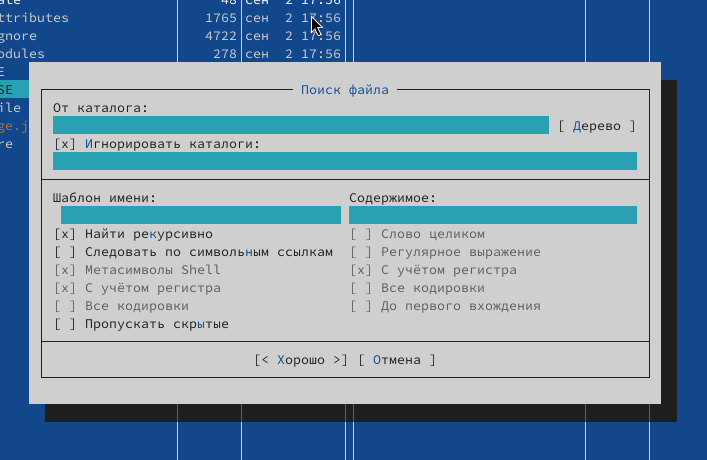 48 сен 2 17:56
ttributes 1765 сен 2 17:56
gnore 4722 сен 2 17:56
odules 278 сен 2 17:56
E
SE
ile
ge.j
re
Поиск файла
От каталога:
[ Дерево ]
[x] Игнорировать каталоги:
Шаблон имени: Содержимое:
[x] Найти рекурсивно [ ] Слово целиком
[ ] Следовать по символьным ссылкам [ ] Регулярное выражение
[x] Метасимволы Shell [x] С учётом регистра
[x] С учётом регистра [ ] Все кодировки
[ ] Все кодировки [ ] До первого вхождения
[ ] Пропускать скрытые
[< Хорошо >] [ Отмена ]